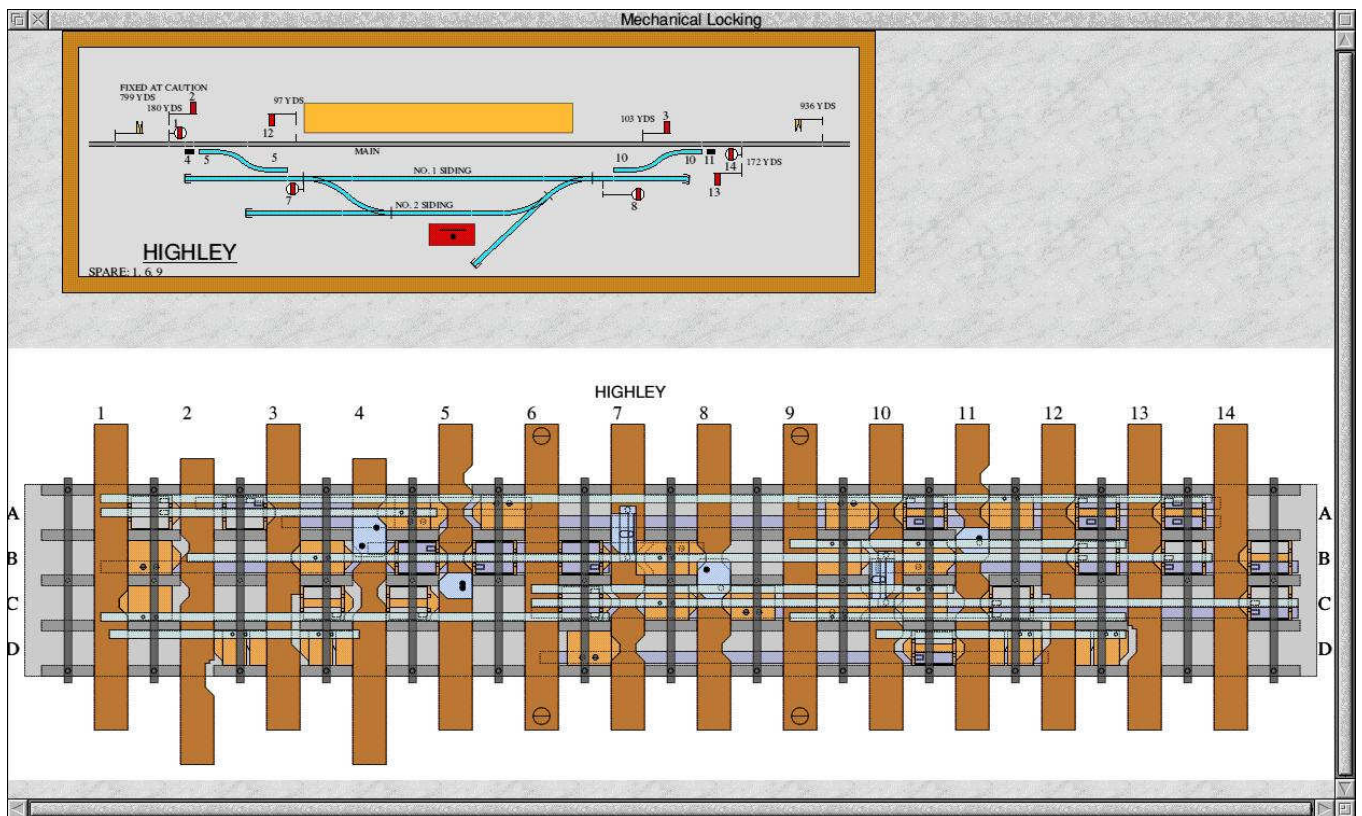 Mechanical Locking
FIXED AT CAUTION
799 YDS
2
180 YDS
97 YDS
3
936 YDS
1
12
103 YDS
4 5 5
MAIN
10 10 11
14
172 YDS
NO. 1 SIDING
7
8
13
NO. 2 SIDING
HIGHLEY
SPARE: 1, 6, 9
HIGHLEY
1 2 3 4 5 6 7 8 9 10 11 12 13 14
A A
B B
C C
D D